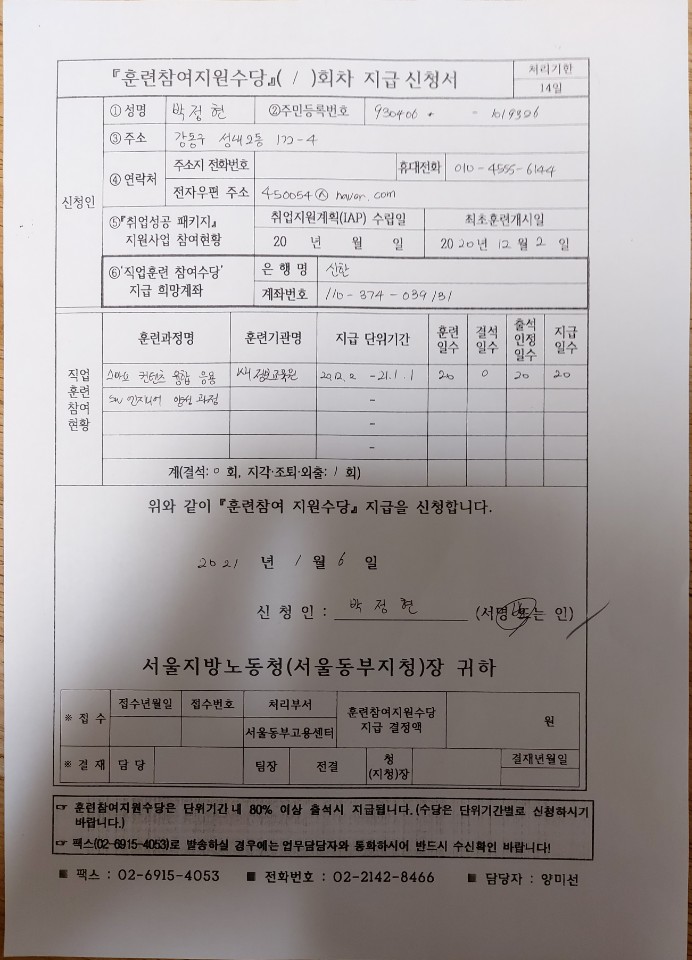 『훈련참여지원수당』( / )회차 지급 신청서
처리기한
14일
신청인
①성명 박정현 ②주민등록번호 930406 - 1019326
③주소 강동구 성내2동 172-4
④연락처 주소지 전화번호 휴대전화 010-4555-6144
전자우편 주소 450054@naver.com
⑤『취업성공 패키지』 지원사업 참여현황
취업지원계획(IAP) 수립일 최초훈련개시일
20 년 월 일 2020년 12월 2일
⑥'직업훈련 참여수당' 지급 희망계좌
은 행 명 신한
계좌번호 110-374-039131
직업훈련참여현황
훈련과정명 훈련기관명 지급 단위기간 훈련일수 결석일수 출석인정일수 지급일수
스마트 컨텐츠 융합 응용 KH정보교육원 20.12.2 - 21.1.1 20 0 20 20
SW 엔지니어 양성 과정 -
-
-
계(결석: 0 회, 지각·조퇴·외출: 1 회)
위와 같이 『훈련참여 지원수당』 지급을 신청합니다.
2021 년 1월 6 일
신 청 인 : 박 정 현 (서명 또는 인)
서울지방노동청(서울동부지청)장 귀하
※ 접 수 접수년월일 접수번호 처리부서 훈련참여지원수당 지급 결정액 원
서울동부고용센터
※ 결 재 담 당 팀장 전결 청(지청)장 결재년월일
☞ 훈련참여지원수당은 단위기간 내 80% 이상 출석시 지급됩니다. (수당은 단위기간별로 신청하시기
바랍니다.)
☞ 팩스(02-6915-4053)로 발송하실 경우에는 업무담당자와 통화하시어 반드시 수신확인 바랍니다!
■ 팩스 : 02-6915-4053 ■ 전화번호 : 02-2142-8466 ■ 담당자 : 양미선